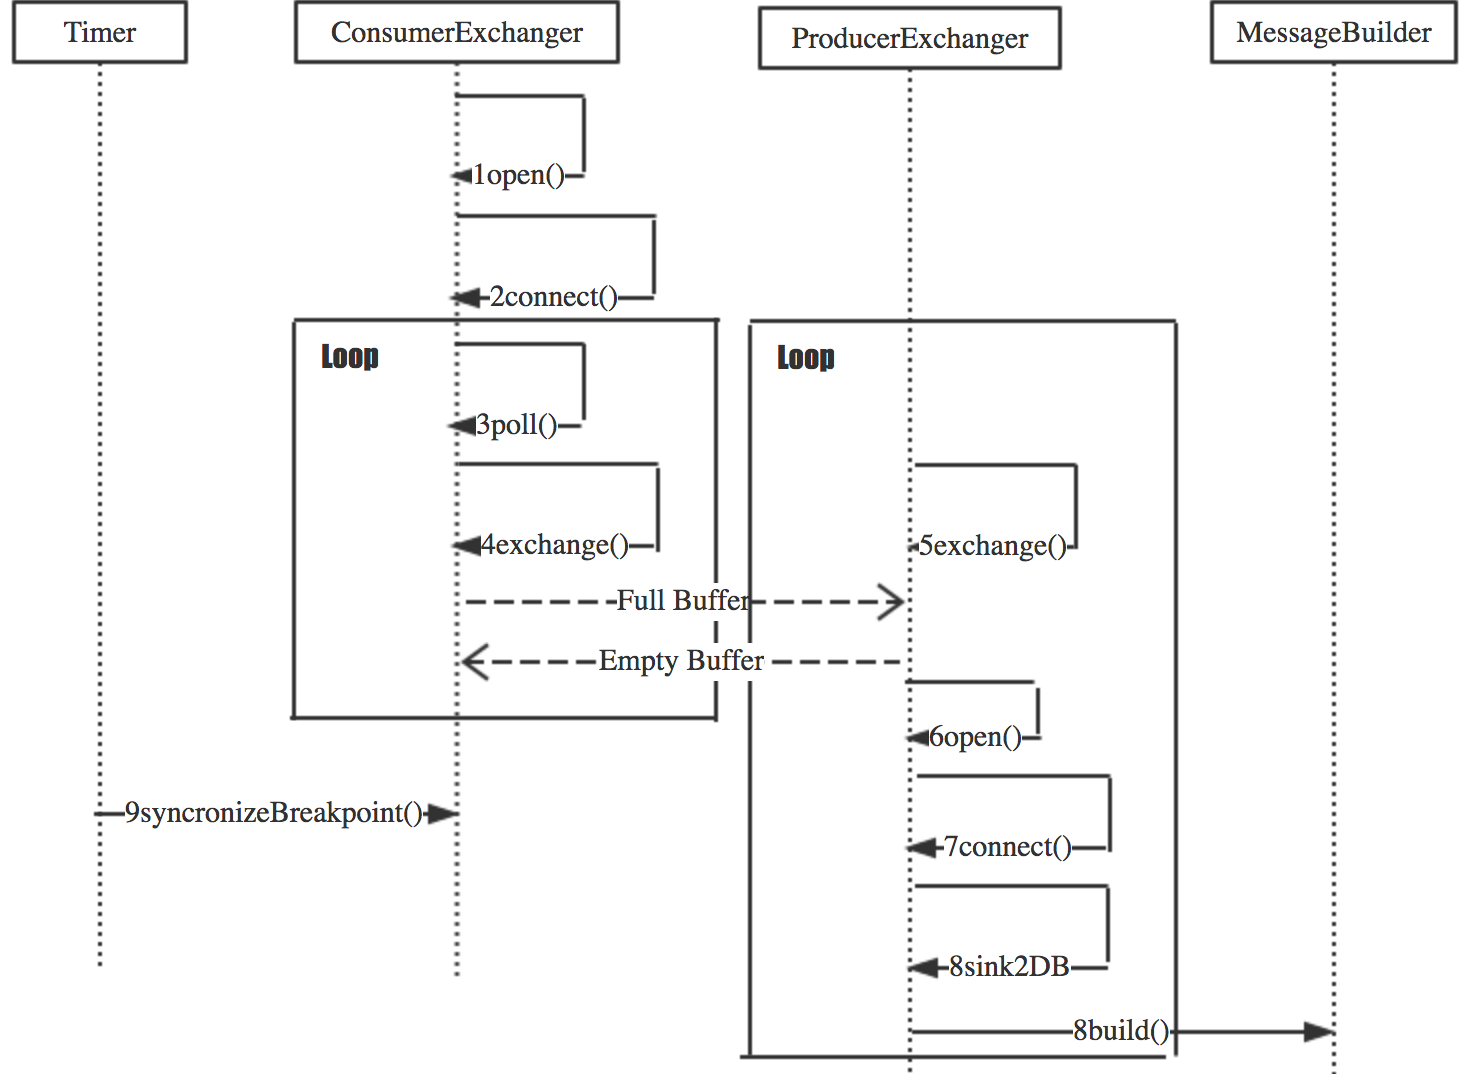 Timer
ConsumerExchanger
ProducerExchanger
MessageBuilder
1open()
2connect()
Loop
Loop
3poll()
4exchange()
5exchange()
Full Buffer
Empty Buffer
6open()
9syncronizeBreakpoint()
7connect()
8sink2DB
8build()